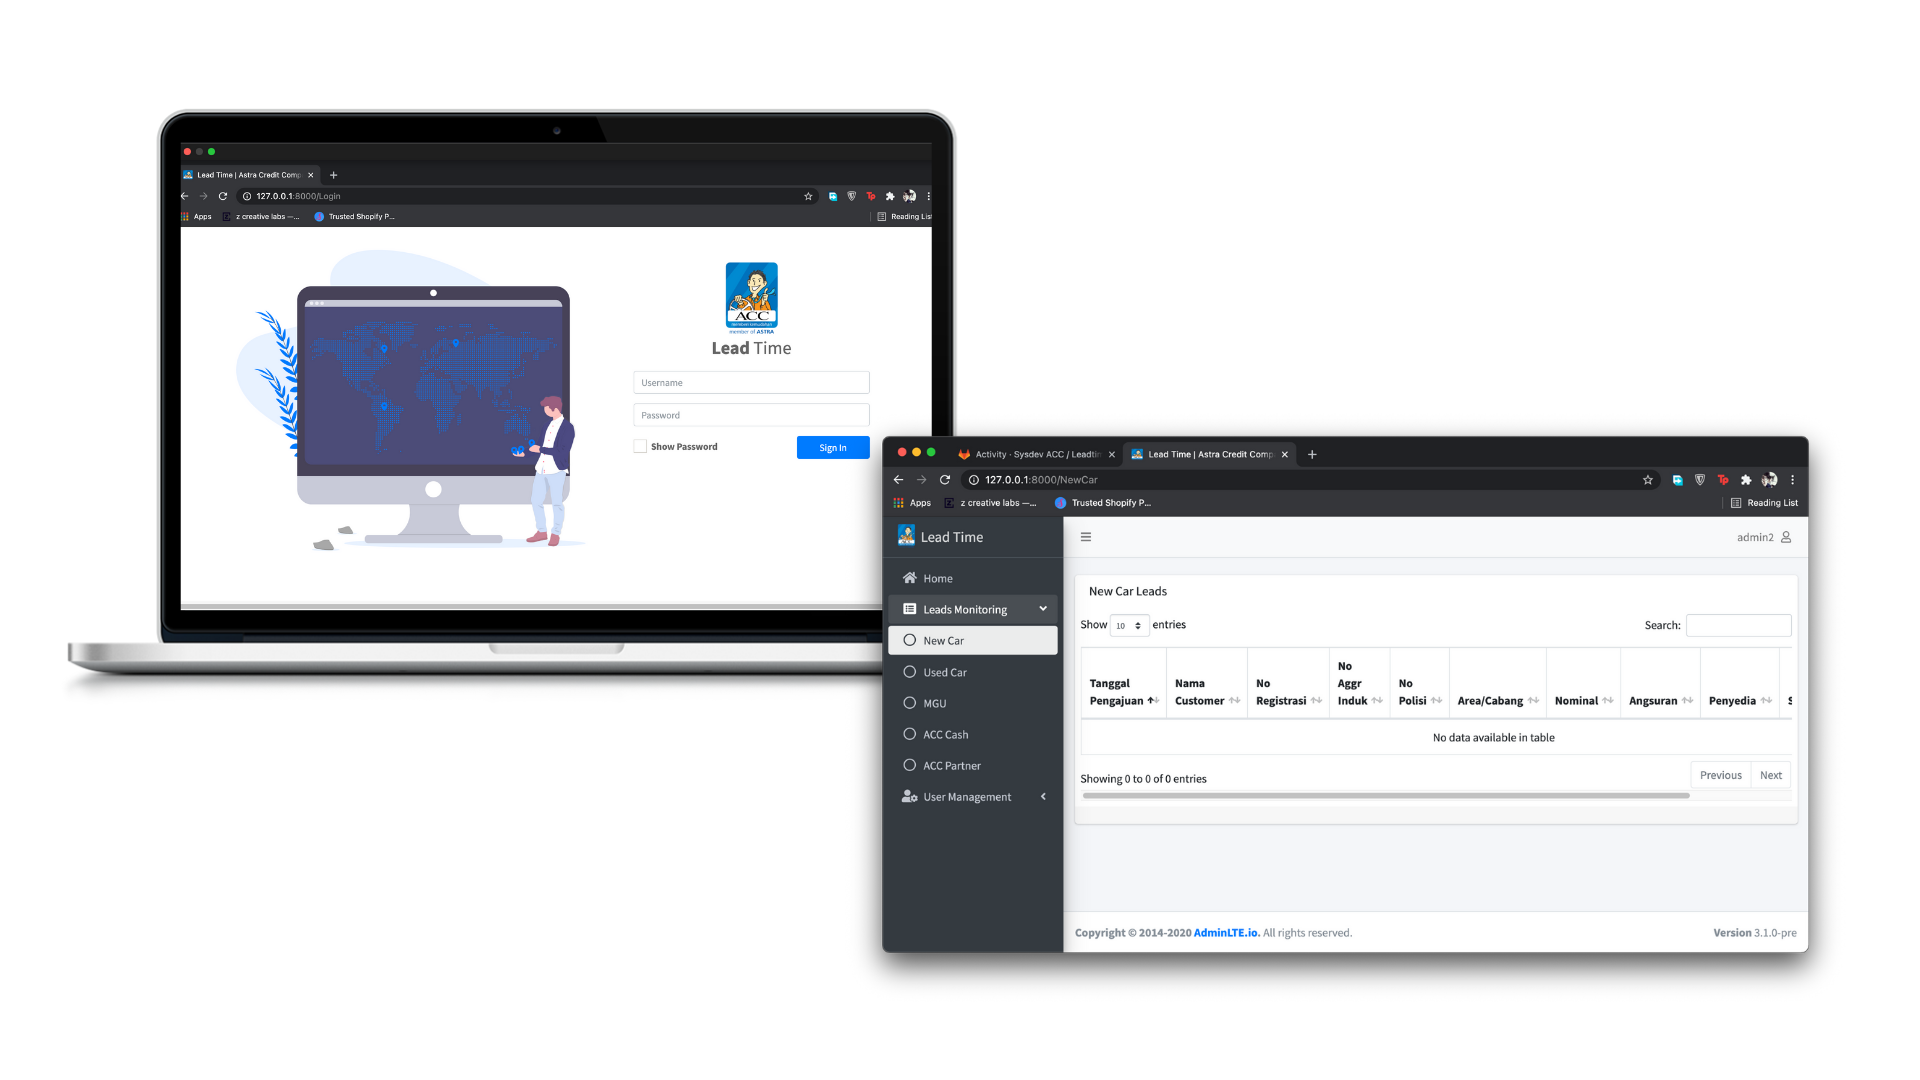 Lead Time | Astra Credit Comp
127.0.0.1:8000/Login
Apps
z creative labs —...
Trusted Shopify P...
Reading List
ACC
member of ASTRA
Lead Time
Username
Password
Show Password
Sign In
Activity · Sysdev ACC / Leadtin
Lead Time | Astra Credit Comp
127.0.0.1:8000/NewCar
Tp
Apps
z creative labs —...
Trusted Shopify P...
Reading List
Lead Time
admin2
Home
Leads Monitoring
New Car
Used Car
MGU
ACC Cash
ACC Partner
User Management
New Car Leads
Show 10 entries
Search:
Tanggal Pengajuan
Nama Customer
No Registrasi
No Aggr Induk
No Polisi
Area/Cabang
Nominal
Angsuran
Penyedia
S
No data available in table
Showing 0 to 0 of 0 entries
Previous
Next
Copyright © 2014-2020 AdminLTE.io. All rights reserved.
Version 3.1.0-pre